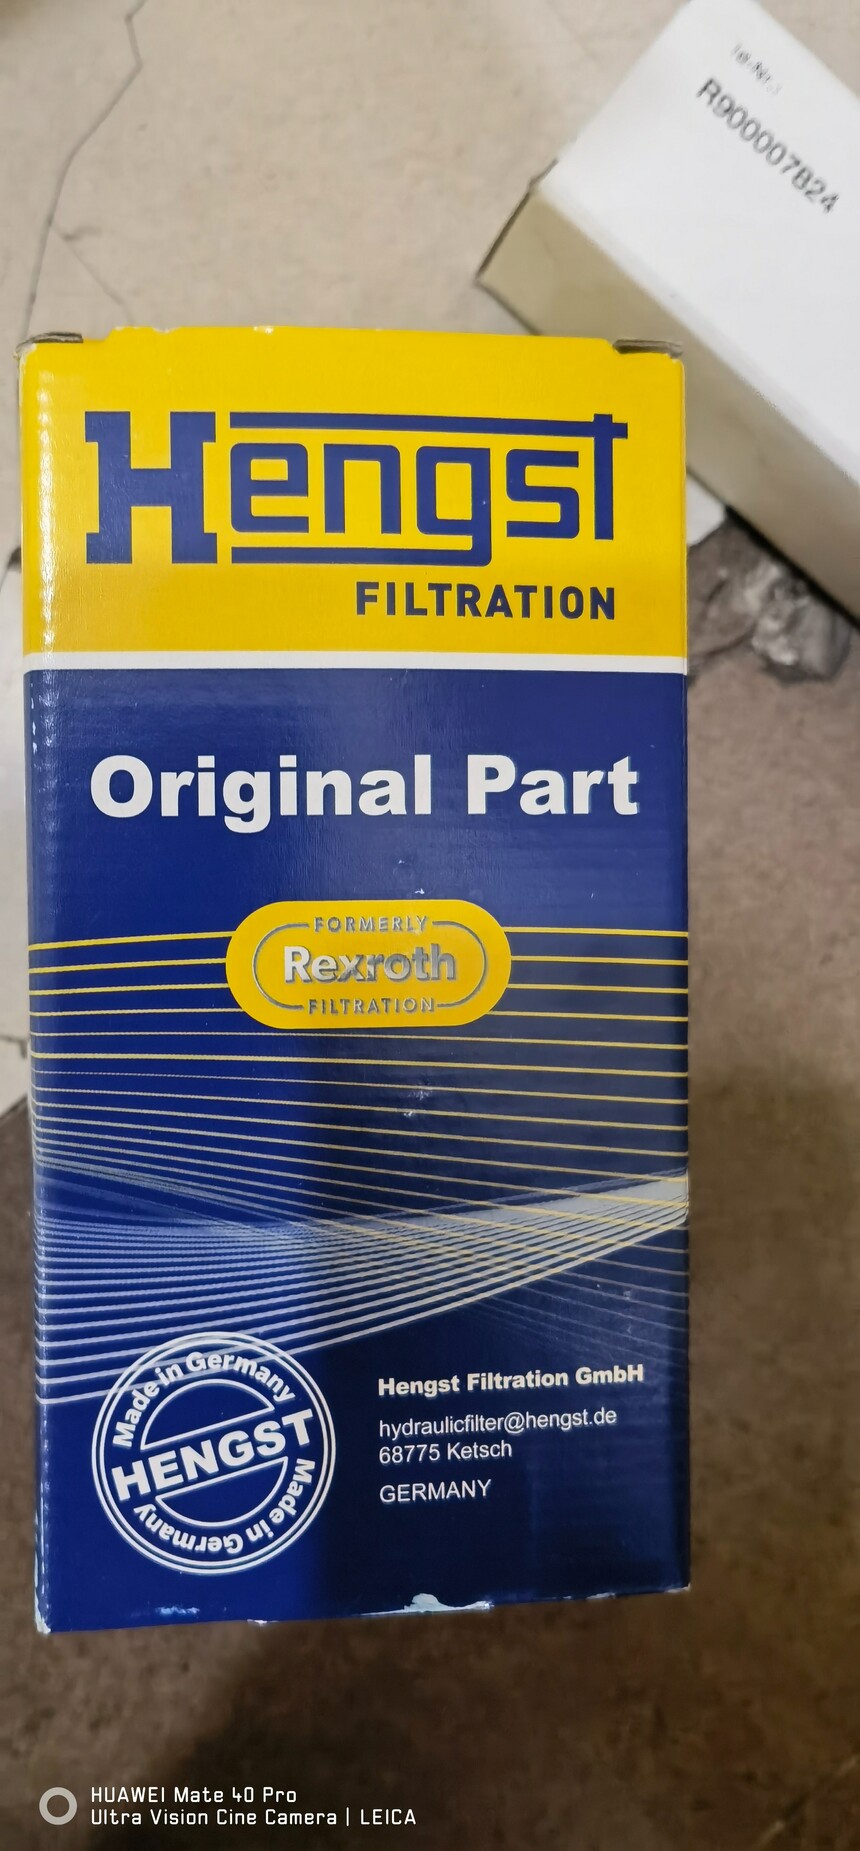 R900007824
Hengst
FILTRATION
Original Part
FORMERLY
Rexroth
FILTRATION
Made in Germany
HENGST
Made in Germany
Hengst Filtration GmbH
hydraulicfilter@hengst.de
68775 Ketsch
GERMANY
HUAWEI Mate 40 Pro
Ultra Vision Cine Camera | LEICA